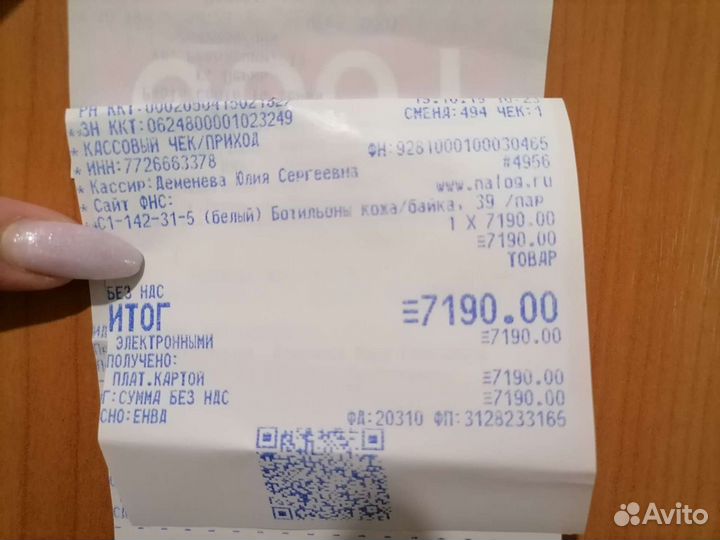 РН ККТ:0002050415021327
* ЗН ККТ:0624800001023249
СМЕНА:494 ЧЕК:1
* КАССОВЫЙ ЧЕК/ПРИХОД
ФН:9281000100030465
* ИНН:7726663378
#4956
* Кассир:Деменева Юлия Сергеевна
www.nalog.ru
* Сайт ФНС:
С1-142-31-5 (белый) Ботильоны кожа/байка, 39 /пар
1 X 7190.00
≡7190.00
ТОВАР
БЕЗ НДС
ИТОГ ≡7190.00
ЭЛЕКТРОННЫМИ ≡7190.00
ПОЛУЧЕНО:
ПЛАТ.КАРТОЙ ≡7190.00
Г:СУММА БЕЗ НДС ≡7190.00
СНО:ЕНВД ФД:20310 ФП:3128233165
Avito